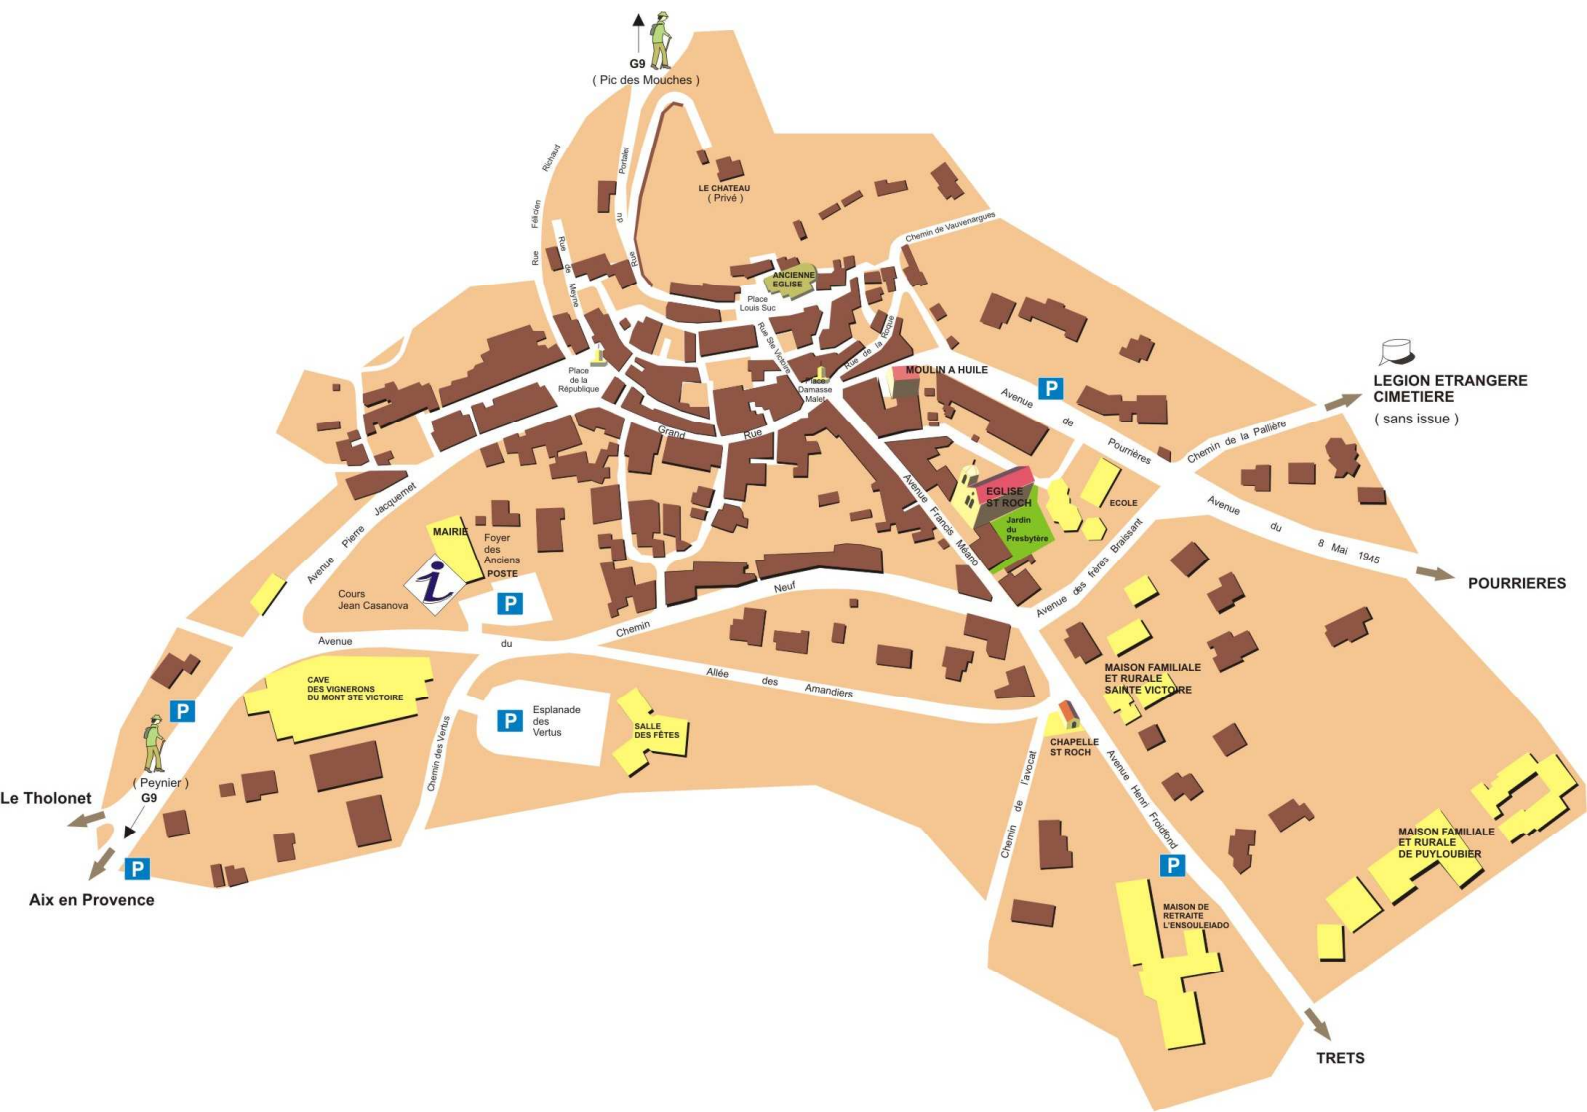 G9
( Pic des Mouches )
Rue Félicien Richaud
Rue du Portalet
Rue de Meyne
LE CHATEAU
( Privé )
Chemin de Vauvenargues
ANCIENNE
EGLISE
Place
Louis Suc
Rue Ste Victoire
Rue de la Roque
Place
de la
République
Place
Damasse
Malet
MOULIN A HUILE
P
Avenue de Pourrières
LEGION ETRANGERE
CIMETIERE
( sans issue )
Chemin de la Pallière
Grand Rue
Avenue Pierre Jacquemet
Avenue Francis Méano
EGLISE
ST ROCH
Jardin
du
Presbytère
ECOLE
Avenue du 8 Mai 1945
POURRIERES
MAIRIE
Foyer
des
Anciens
POSTE
i
P
Cours
Jean Casanova
Avenue des frères Braissant
Avenue du Chemin Neuf
Allée des Amandiers
CAVE
DES VIGNERONS
DU MONT STE VICTOIRE
MAISON FAMILIALE
ET RURALE
SAINTE VICTOIRE
P
P
Esplanade
des
Vertus
SALLE
DES FÊTES
Chemin des Vertus
CHAPELLE
ST ROCH
Chemin de l'avocat
Avenue Henri Froidfond
( Peynier )
G9
Le Tholonet
P
Aix en Provence
P
MAISON FAMILIALE
ET RURALE
DE PUYLOUBIER
MAISON DE
RETRAITE
L'ENSOULEIADO
TRETS